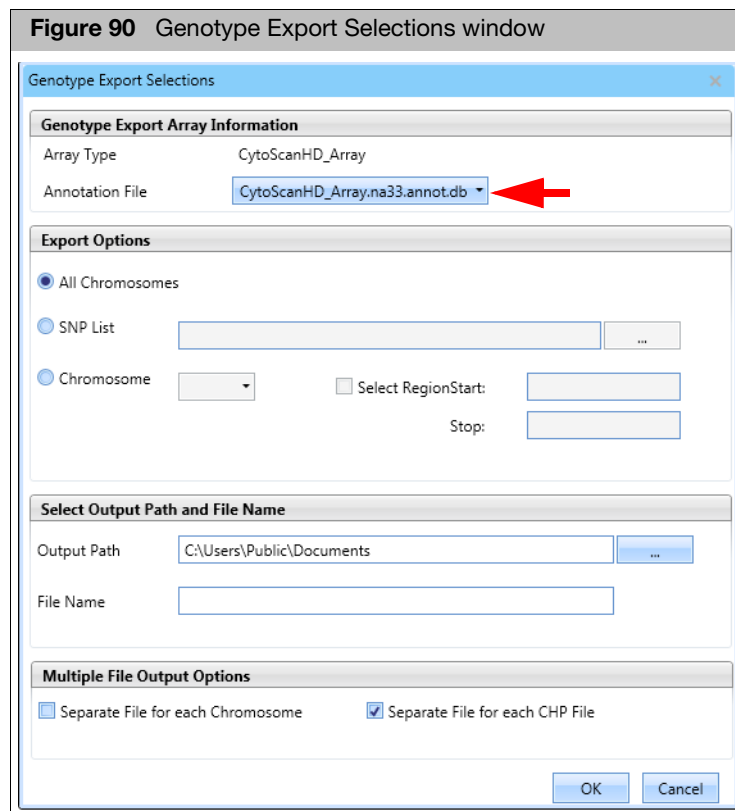 Figure 90 Genotype Export Selections window
Genotype Export Selections
Genotype Export Array Information
Array Type CytoScanHD_Array
Annotation File CytoScanHD_Array.na33.annot.db
Export Options
All Chromosomes
SNP List ...
Chromosome Select RegionStart:
Stop:
Select Output Path and File Name
Output Path C:\Users\Public\Documents ...
File Name
Multiple File Output Options
Separate File for each Chromosome Separate File for each CHP File
OK Cancel